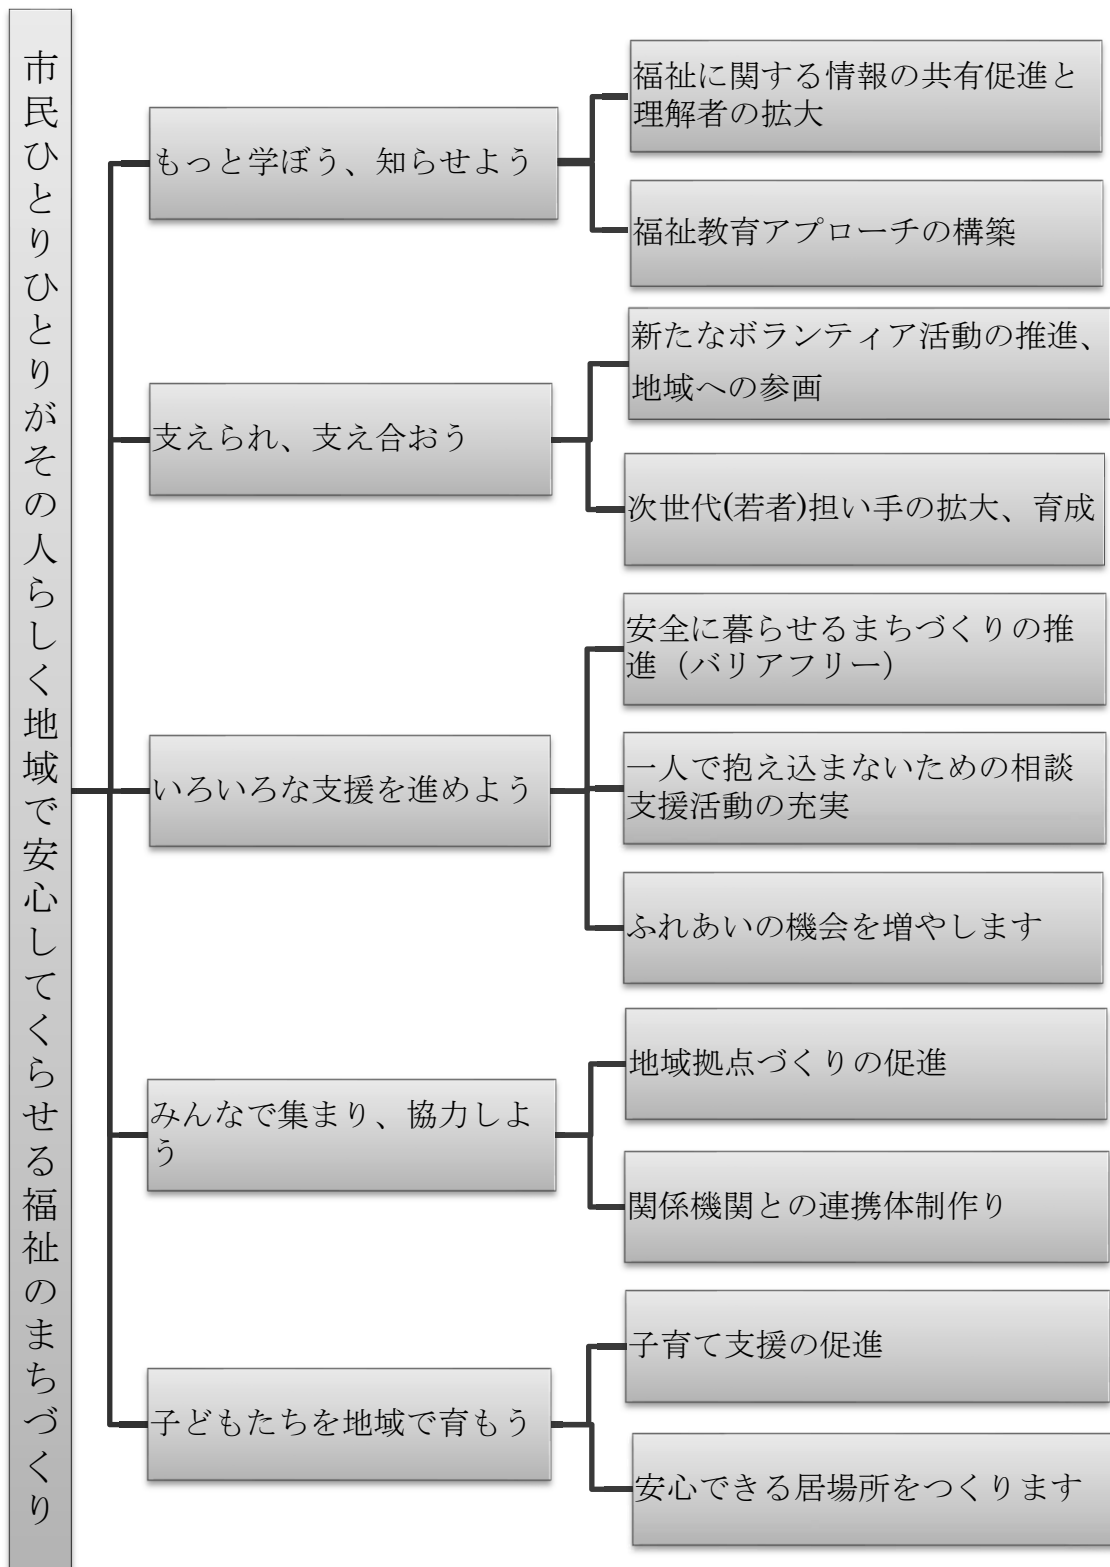 市民ひとりひとりがその人らしく地域で安心してくらせる福祉のまちづくり
もっと学ぼう、知らせよう
福祉に関する情報の共有促進と
理解者の拡大
福祉教育アプローチの構築
支えられ、支え合おう
新たなボランティア活動の推進、
地域への参画
次世代(若者)担い手の拡大、育成
いろいろな支援を進めよう
安全に暮らせるまちづくりの推
進（バリアフリー）
一人で抱え込まないための相談
支援活動の充実
ふれあいの機会を増やします
みんなで集まり、協力しよ
う
地域拠点づくりの促進
関係機関との連携体制作り
子どもたちを地域で育もう
子育て支援の促進
安心できる居場所をつくります